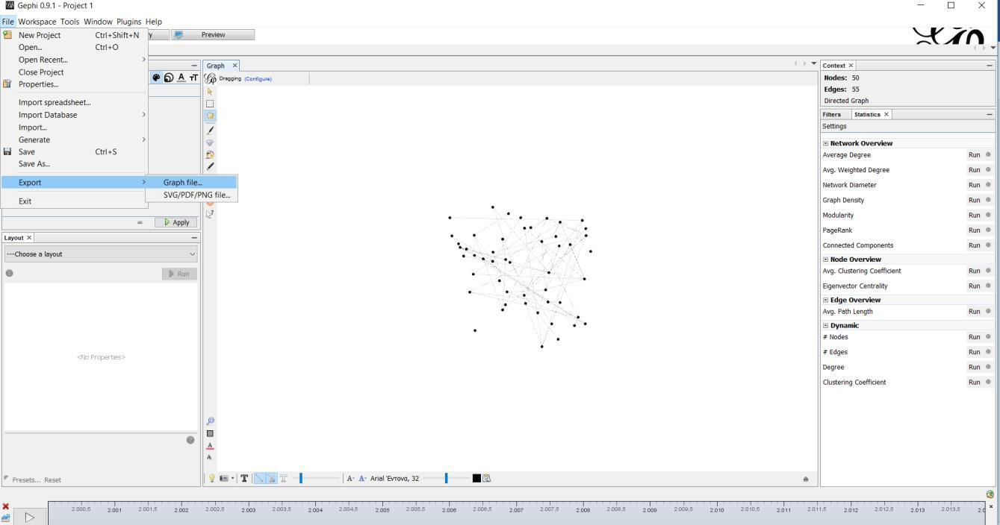 Gephi 0.9.1 - Project 1
File Workspace Tools Window Plugins Help
New Project Ctrl+Shift+N
y Preview
Open... Ctrl+O
Open Recent...
Close Project
Properties...
Import spreadsheet...
Import Database
Import...
Generate
Save Ctrl+S
Save As...
Export
Graph file...
SVG/PDF/PNG file...
Exit
Apply
Layout
---Choose a layout
Run
<No Properties>
Presets... Reset
Graph
Dragging (Configure)
Arial Έντονα, 32
Context
Nodes: 50
Edges: 55
Directed Graph
Filters Statistics
Settings
Network Overview
Average Degree Run
Avg. Weighted Degree Run
Network Diameter Run
Graph Density Run
Modularity Run
PageRank Run
Connected Components Run
Node Overview
Avg. Clustering Coefficient Run
Eigenvector Centrality Run
Edge Overview
Avg. Path Length Run
Dynamic
# Nodes Run
# Edges Run
Degree Run
Clustering Coefficient Run
2.000,5 2.001 2.001,5 2.002 2.002,5 2.003 2.003,5 2.004 2.004,5 2.005 2.005,5 2.006 2.006,5 2.007 2.007,5 2.008 2.008,5 2.009 2.009,5 2.010 2.010,5 2.011 2.011,5 2.012 2.012,5 2.013 2.013,5 2.0